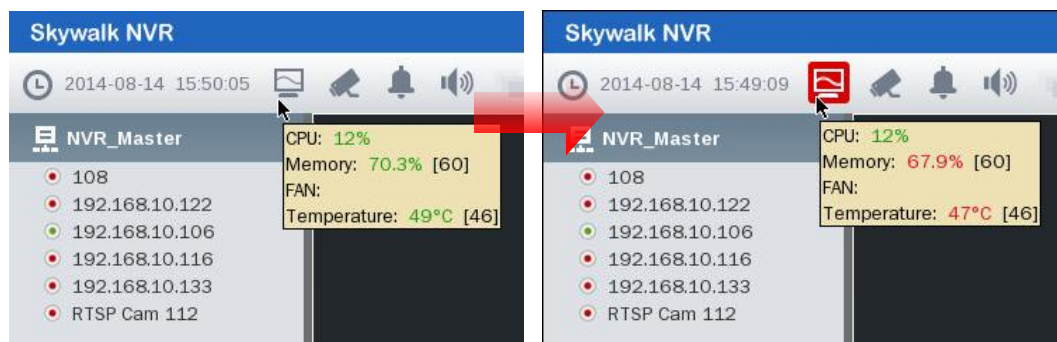 Skywalk NVR
2014-08-14 15:50:05
NVR_Master
CPU: 12%
Memory: 70.3% [60]
FAN:
Temperature: 49°C [46]
108
192.168.10.122
192.168.10.106
192.168.10.116
192.168.10.133
RTSP Cam 112
Skywalk NVR
2014-08-14 15:49:09
NVR_Master
CPU: 12%
Memory: 67.9% [60]
FAN:
Temperature: 47°C [46]
108
192.168.10.122
192.168.10.106
192.168.10.116
192.168.10.133
RTSP Cam 112